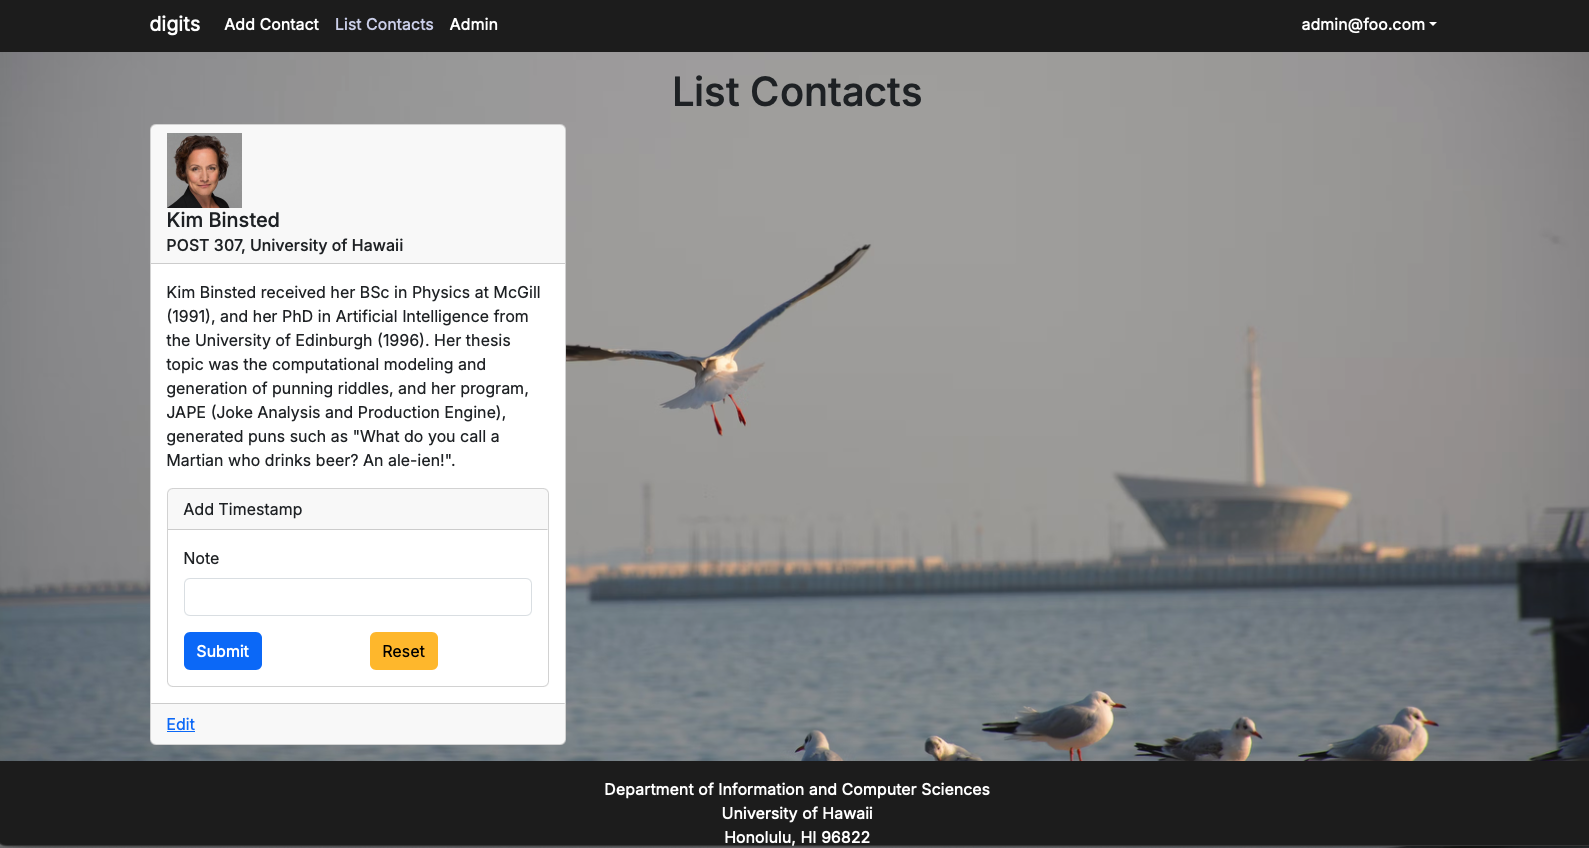 digits Add Contact List Contacts Admin admin@foo.com
List Contacts
Kim Binsted
POST 307, University of Hawaii
Kim Binsted received her BSc in Physics at McGill
(1991), and her PhD in Artificial Intelligence from
the University of Edinburgh (1996). Her thesis
topic was the computational modeling and
generation of punning riddles, and her program,
JAPE (Joke Analysis and Production Engine),
generated puns such as "What do you call a
Martian who drinks beer? An ale-ien!".
Add Timestamp
Note
Submit Reset
Edit
Department of Information and Computer Sciences
University of Hawaii
Honolulu, HI 96822